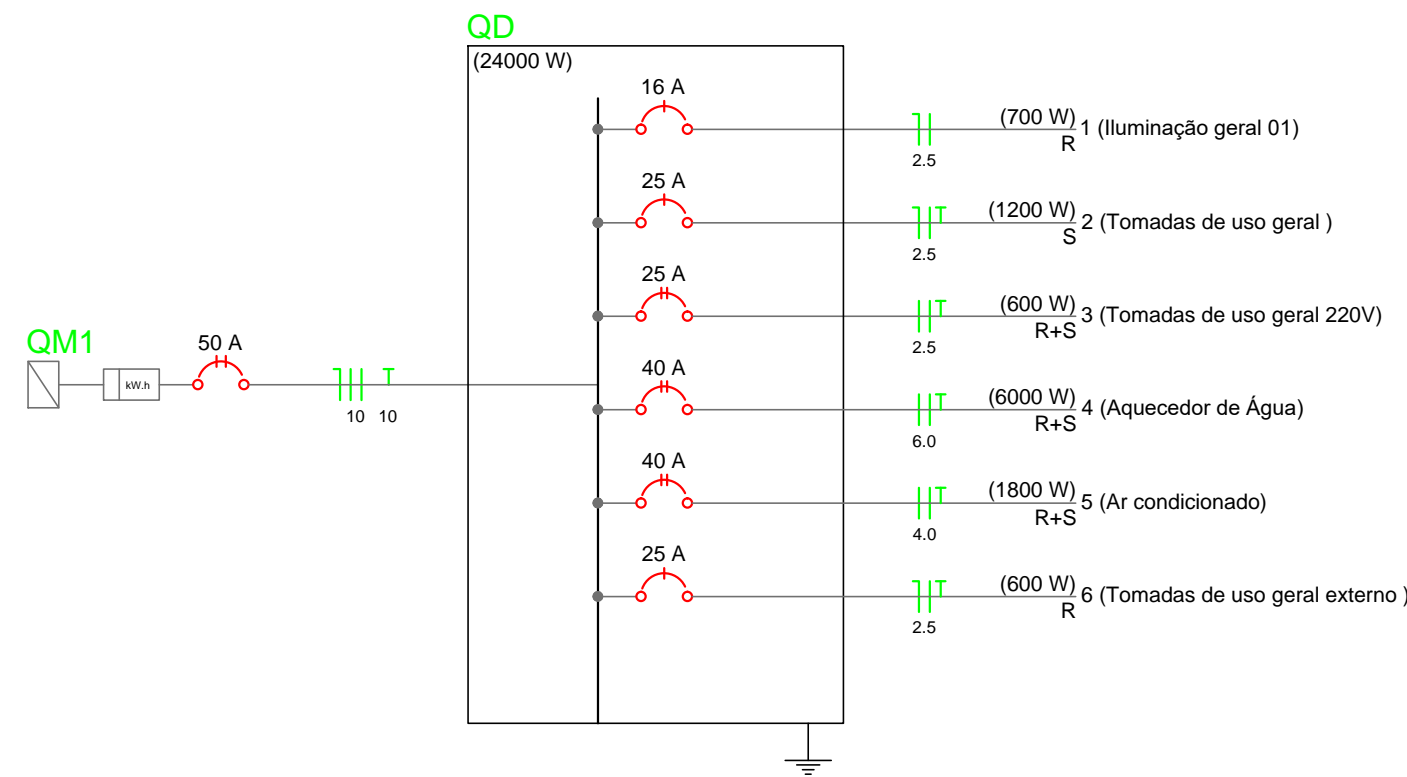 QD
(24000 W)
16 A
(700 W)
1 (Iluminação geral 01)
R
2.5
25 A
(1200 W)
2 (Tomadas de uso geral )
S
2.5
25 A
(600 W)
3 (Tomadas de uso geral 220V)
R+S
2.5
QM1
50 A
kW.h
10 10
40 A
(6000 W)
4 (Aquecedor de Água)
R+S
6.0
40 A
(1800 W)
5 (Ar condicionado)
R+S
4.0
25 A
(600 W)
6 (Tomadas de uso geral externo )
R
2.5